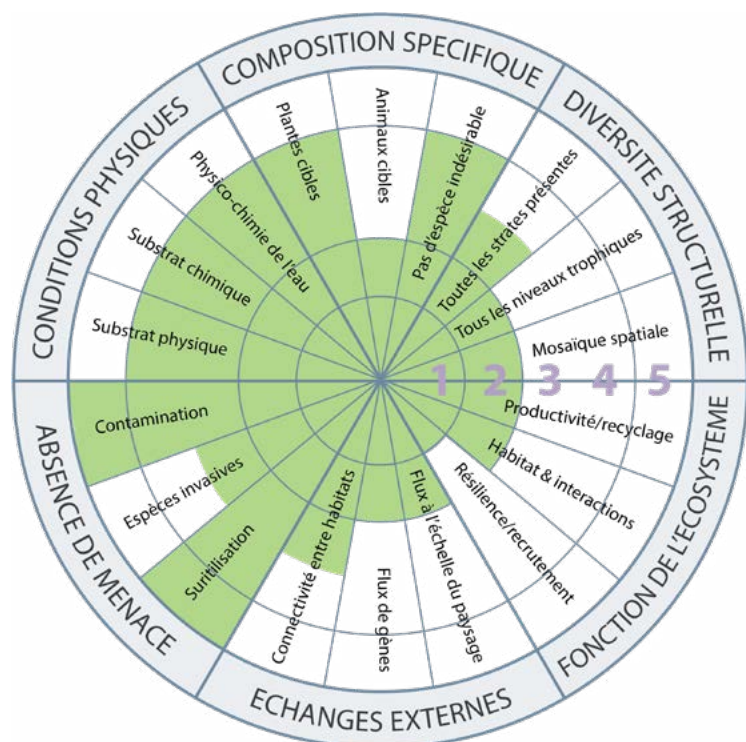 COMPOSITION SPECIFIQUE
Plantes cibles
Animaux cibles
Pas d'espèce indésirable
DIVERSITE STRUCTURELLE
Toutes les strates présentes
Tous les niveaux trophiques
Mosaïque spatiale
1 2 3 4 5
FONCTION DE L'ECOSYSTEME
Productivité/recyclage
Habitat & interactions
Résilience/recrutement
ECHANGES EXTERNES
Flux à l'échelle du paysage
Flux de gènes
Connectivité entre habitats
ABSENCE DE MENACE
Suritilisation
Espèces invasives
Contamination
CONDITIONS PHYSIQUES
Substrat physique
Substrat chimique
Physico-chimie de l'eau